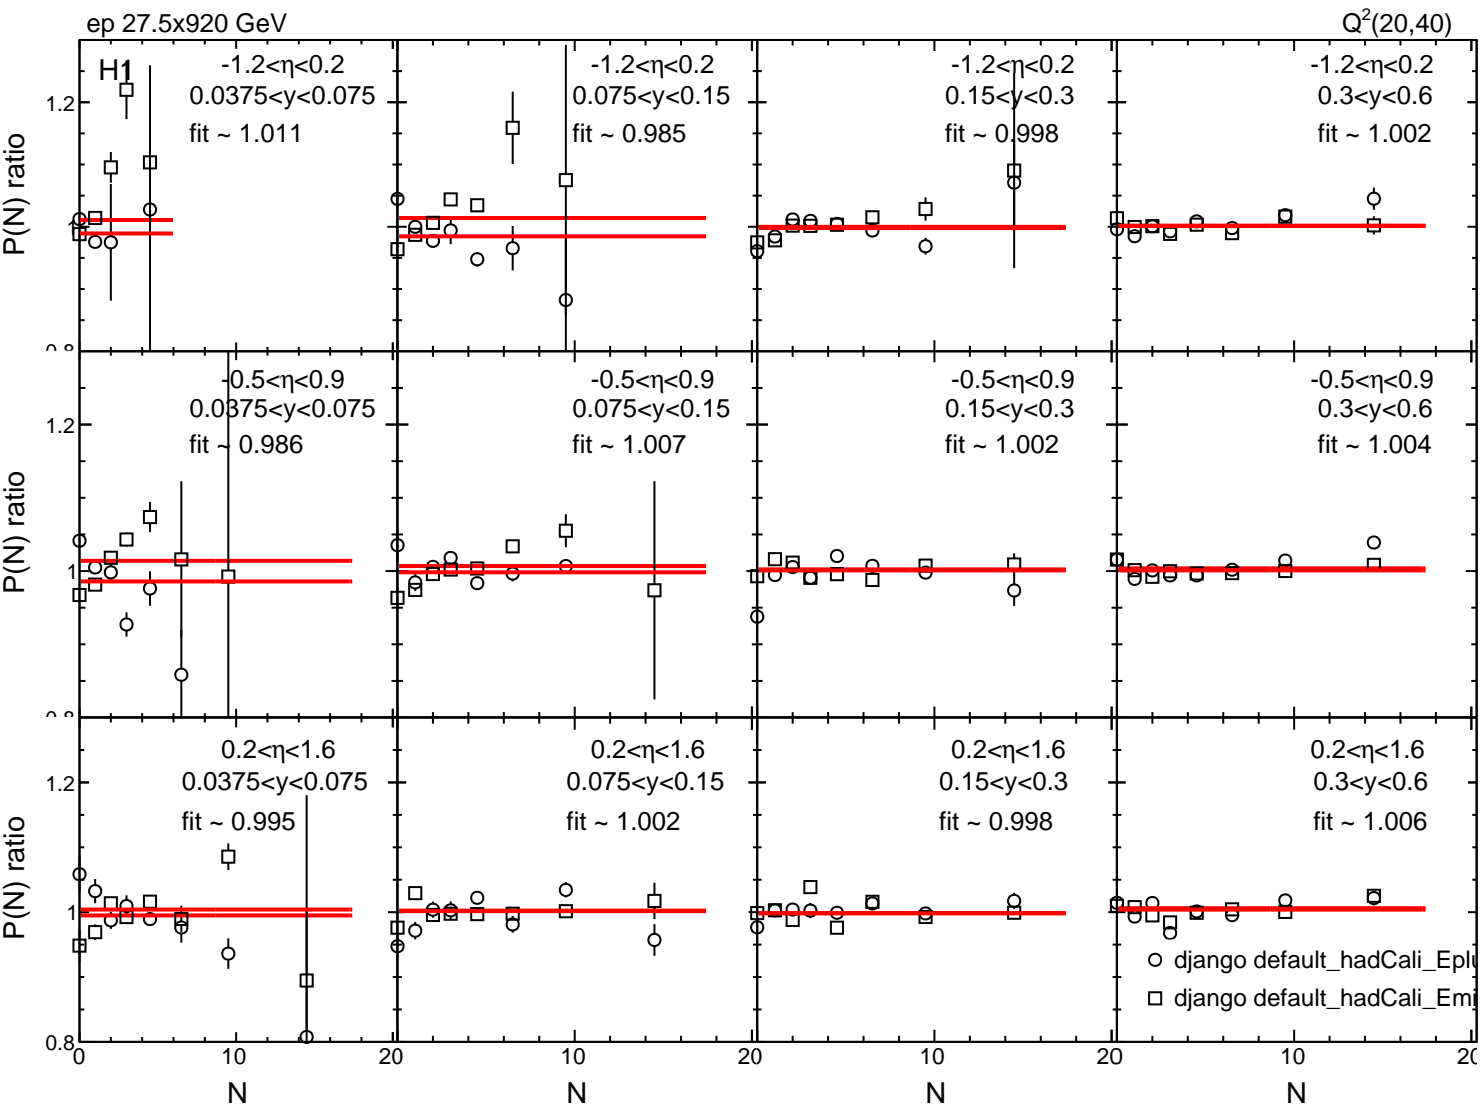 ep 27.5x920 GeV
Q²(20,40)
H1
-1.2<η<0.2
0.0375<y<0.075
fit ~ 1.011
-1.2<η<0.2
0.075<y<0.15
fit ~ 0.985
-1.2<η<0.2
0.15<y<0.3
fit ~ 0.998
-1.2<η<0.2
0.3<y<0.6
fit ~ 1.002
1.2
1
0.8
P(N) ratio
-0.5<η<0.9
0.0375<y<0.075
fit ~ 0.986
-0.5<η<0.9
0.075<y<0.15
fit ~ 1.007
-0.5<η<0.9
0.15<y<0.3
fit ~ 1.002
-0.5<η<0.9
0.3<y<0.6
fit ~ 1.004
1.2
1
0.8
P(N) ratio
0.2<η<1.6
0.0375<y<0.075
fit ~ 0.995
0.2<η<1.6
0.075<y<0.15
fit ~ 1.002
0.2<η<1.6
0.15<y<0.3
fit ~ 0.998
0.2<η<1.6
0.3<y<0.6
fit ~ 1.006
1.2
1
0.8
P(N) ratio
django default_hadCali_Eplu
django default_hadCali_Emi
0 10 20 10 20 10 20 10 20
N N N N